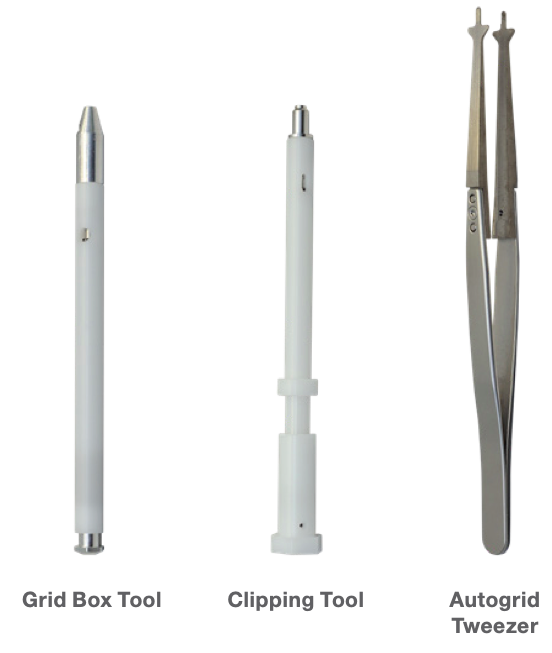 Grid Box Tool
Clipping Tool
Autogrid
Tweezer